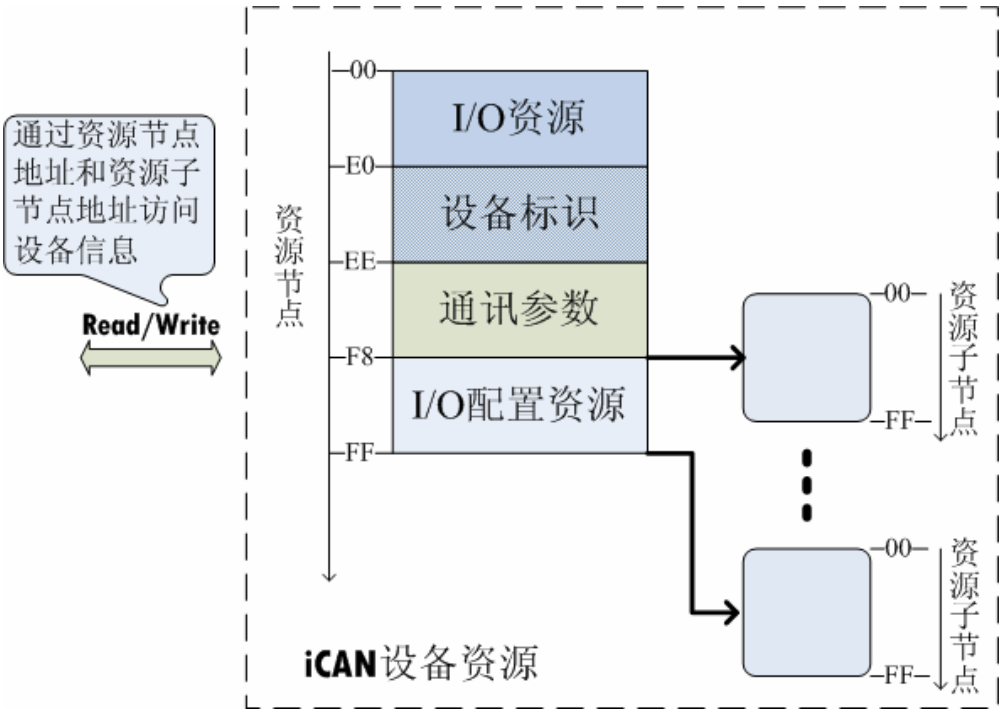 通过资源节点
地址和资源子
节点地址访问
设备信息
Read/Write
资源节点
00
I/O资源
E0
设备标识
EE
通讯参数
F8
I/O配置资源
FF
00
资源子节点
FF
00
资源子节点
FF
iCAN设备资源